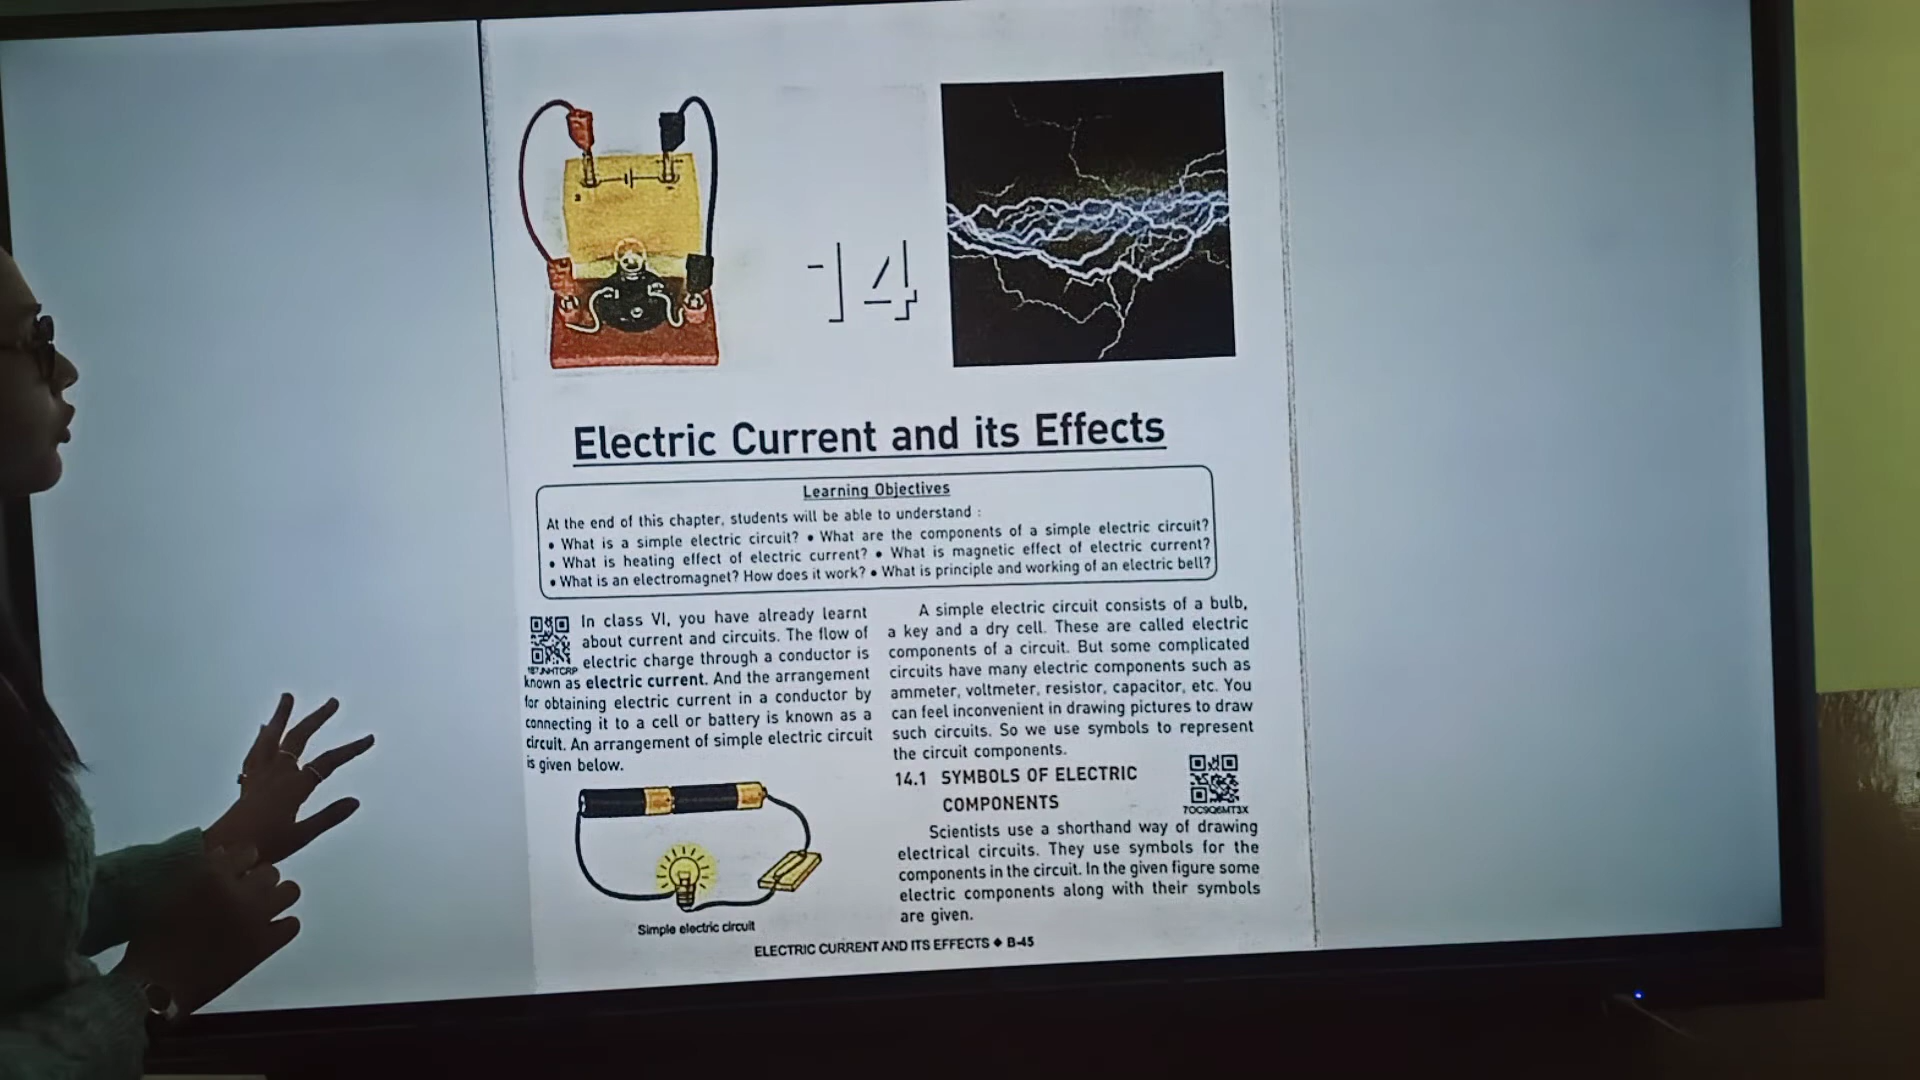 14
Electric Current and its Effects
Learning Objectives
At the end of this chapter, students will be able to understand :
• What is a simple electric circuit? • What are the components of a simple electric circuit?
• What is heating effect of electric current? • What is magnetic effect of electric current?
• What is an electromagnet? How does it work? • What is principle and working of an electric bell?
In class VI, you have already learnt
about current and circuits. The flow of
electric charge through a conductor is
known as electric current. And the arrangement
for obtaining electric current in a conductor by
connecting it to a cell or battery is known as a
circuit. An arrangement of simple electric circuit
is given below.
Simple electric circuit
A simple electric circuit consists of a bulb,
a key and a dry cell. These are called electric
components of a circuit. But some complicated
circuits have many electric components such as
ammeter, voltmeter, resistor, capacitor, etc. You
can feel inconvenient in drawing pictures to draw
such circuits. So we use symbols to represent
the circuit components.
14.1 SYMBOLS OF ELECTRIC
COMPONENTS
Scientists use a shorthand way of drawing
electrical circuits. They use symbols for the
components in the circuit. In the given figure some
electric components along with their symbols
are given.
ELECTRIC CURRENT AND ITS EFFECTS ◆ B-45